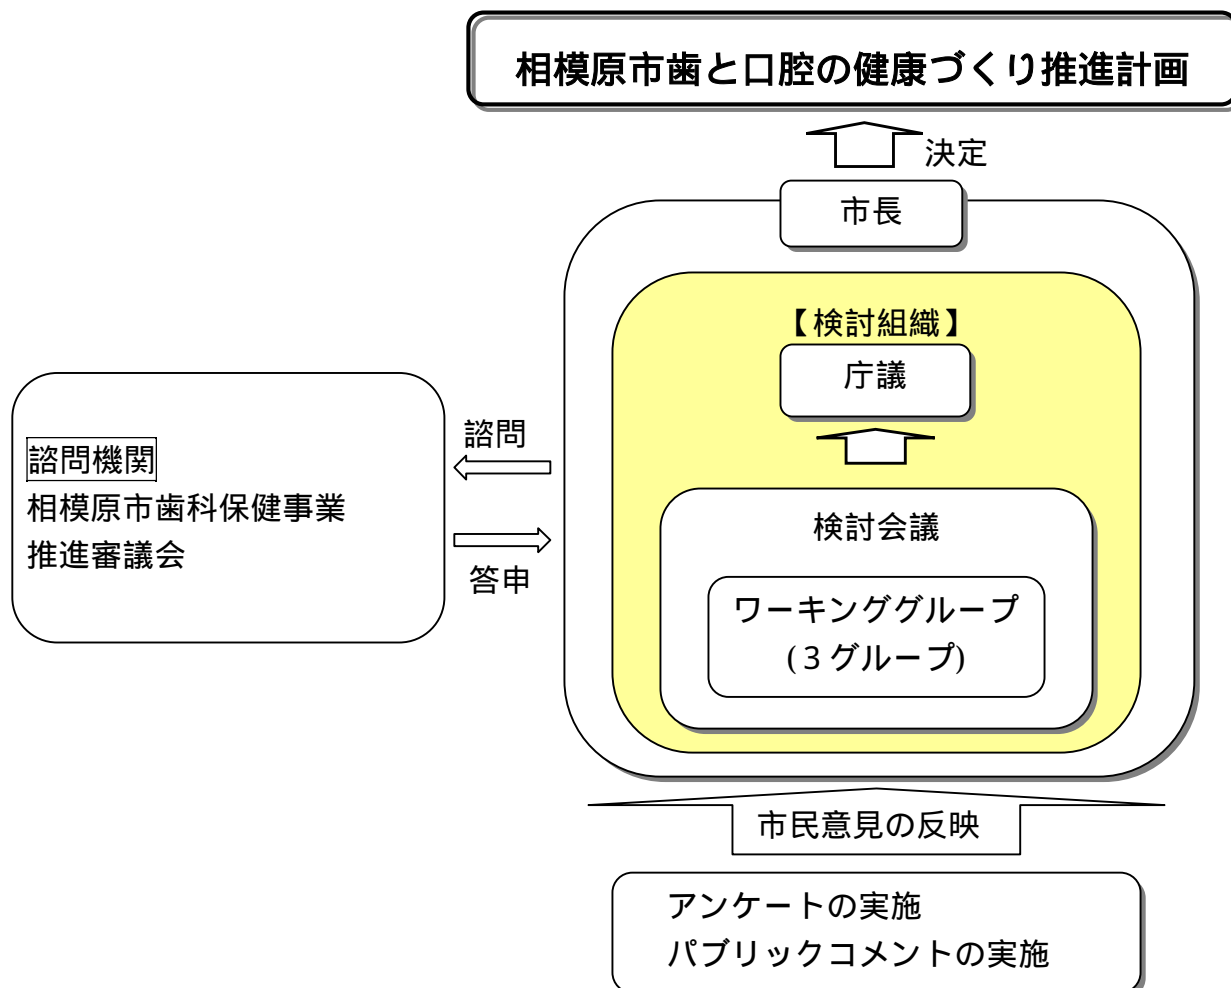 相模原市歯と口腔の健康づくり推進計画
決定
市長
【検討組織】
庁議
諮問
諮問機関
相模原市歯科保健事業
推進審議会
答申
検討会議
ワーキンググループ
(3グループ)
市民意見の反映
アンケートの実施
パブリックコメントの実施